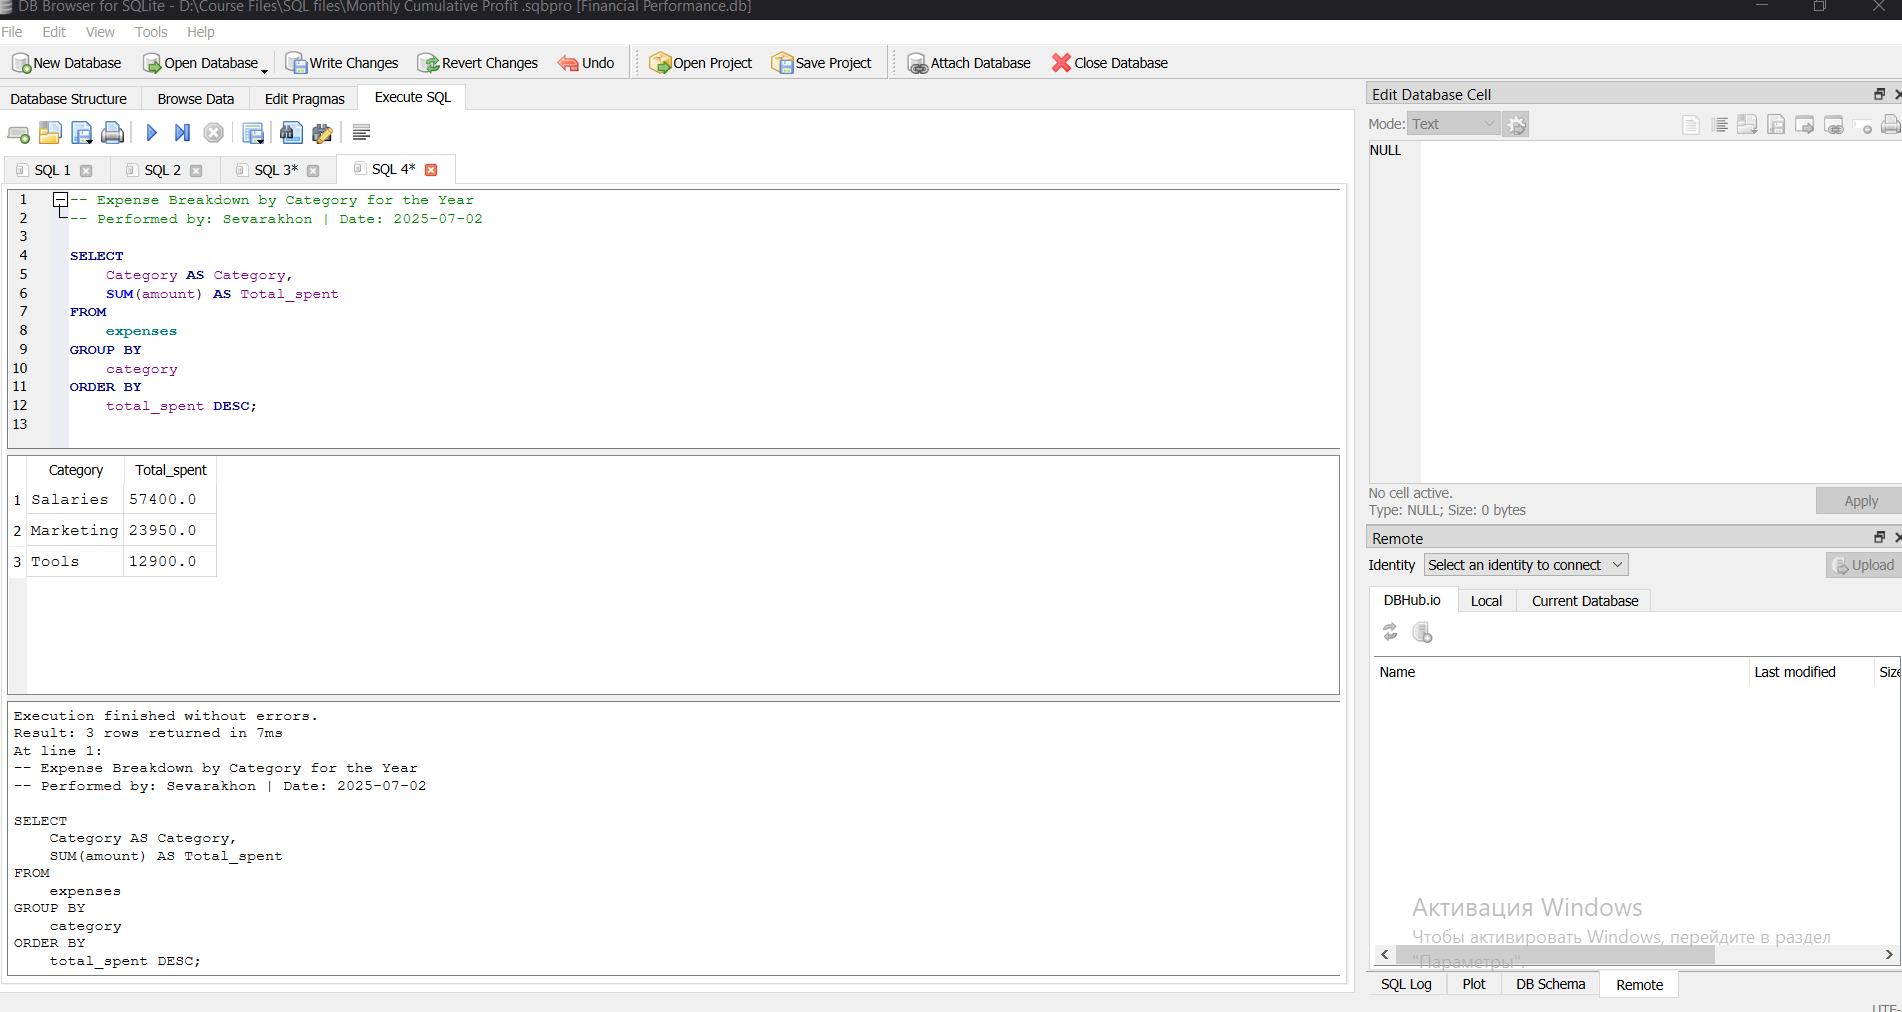 DB Browser for SQLite - D:\Course Files\SQL files\Monthly Cumulative Profit .sqbpro [Financial Performance.db]
File Edit View Tools Help
New Database Open Database Write Changes Revert Changes Undo Open Project Save Project Attach Database Close Database
Database Structure Browse Data Edit Pragmas Execute SQL
SQL 1 SQL 2 SQL 3* SQL 4*
1 -- Expense Breakdown by Category for the Year
2 -- Performed by: Sevarakhon | Date: 2025-07-02
3
4 SELECT
5 Category AS Category,
6 SUM(amount) AS Total_spent
7 FROM
8 expenses
9 GROUP BY
10 category
11 ORDER BY
12 total_spent DESC;
13
Category Total_spent
1 Salaries 57400.0
2 Marketing 23950.0
3 Tools 12900.0
Execution finished without errors.
Result: 3 rows returned in 7ms
At line 1:
-- Expense Breakdown by Category for the Year
-- Performed by: Sevarakhon | Date: 2025-07-02
SELECT
Category AS Category,
SUM(amount) AS Total_spent
FROM
expenses
GROUP BY
category
ORDER BY
total_spent DESC;
Edit Database Cell
Mode: Text
NULL
No cell active.
Type: NULL; Size: 0 bytes
Apply
Remote
Identity Select an identity to connect Upload
DBHub.io Local Current Database
Name Last modified Size
Активация Windows
Чтобы активировать Windows, перейдите в раздел
"Параметры".
SQL Log Plot DB Schema Remote